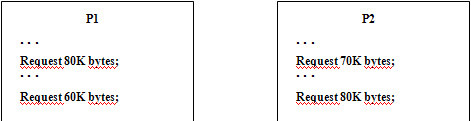 P1
. . .
Request 80K bytes;
. . .
Request 60K bytes;
P2
. . .
Request 70K bytes;
. . .
Request 80K bytes;